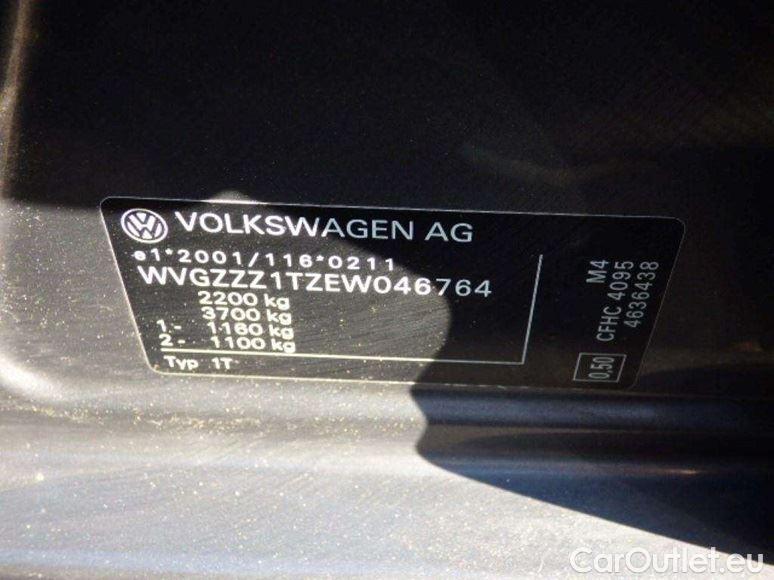 VOLKSWAGEN AG
e1*2001/116*0211
WVGZZZ1TZEW046764
2200 kg
3700 kg
1.- 1160 kg
2- 1100 kg
Typ 1T
M4
CFHC 4095
4636438
0,50
CarOutlet.eu